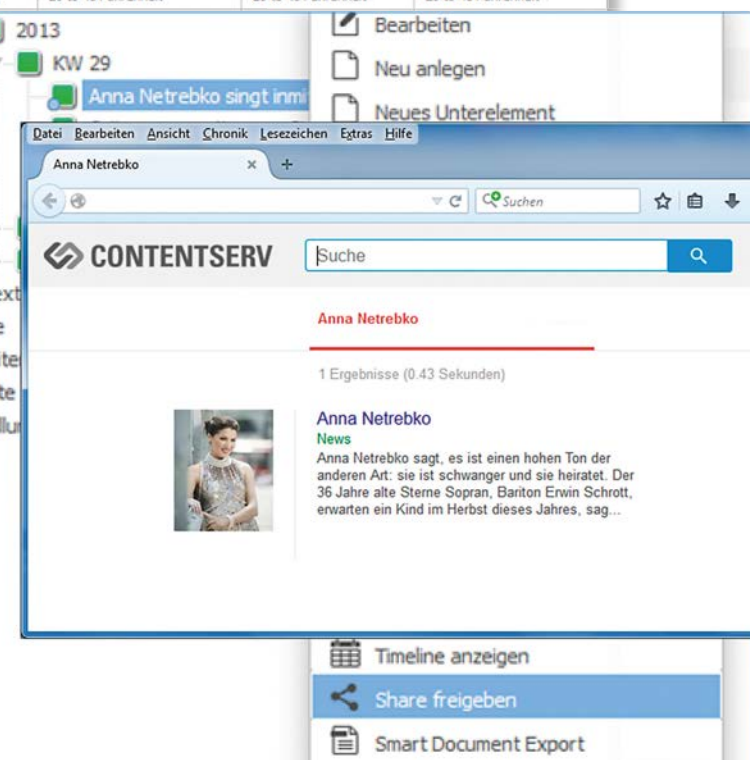 2013
Bearbeiten
KW 29
Neu anlegen
Anna Netrebko singt inmi
Neues Unterelement
Datei Bearbeiten Ansicht Chronik Lesezeichen Extras Hilfe
Anna Netrebko
Suchen
CONTENTSERV
Suche
Anna Netrebko
1 Ergebnisse (0.43 Sekunden)
Anna Netrebko
News
Anna Netrebko sagt, es ist einen hohen Ton der
anderen Art: sie ist schwanger und sie heiratet. Der
36 Jahre alte Sterne Sopran, Bariton Erwin Schrott,
erwarten ein Kind im Herbst dieses Jahres, sag...
Timeline anzeigen
Share freigeben
Smart Document Export